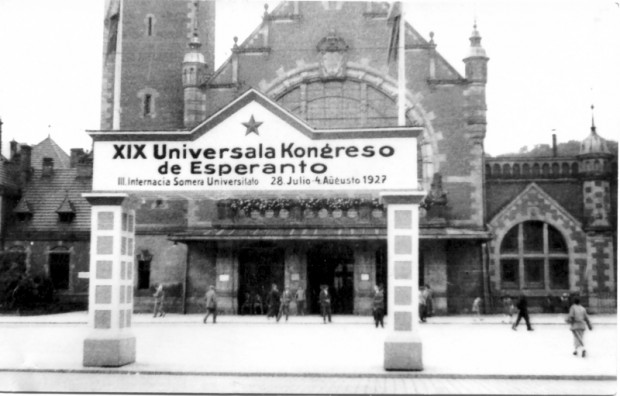 XIX Universala Kongreso
de Esperanto
III. Internacia Somera Universitato 28 Julio - 4 Aŭgusto 1927